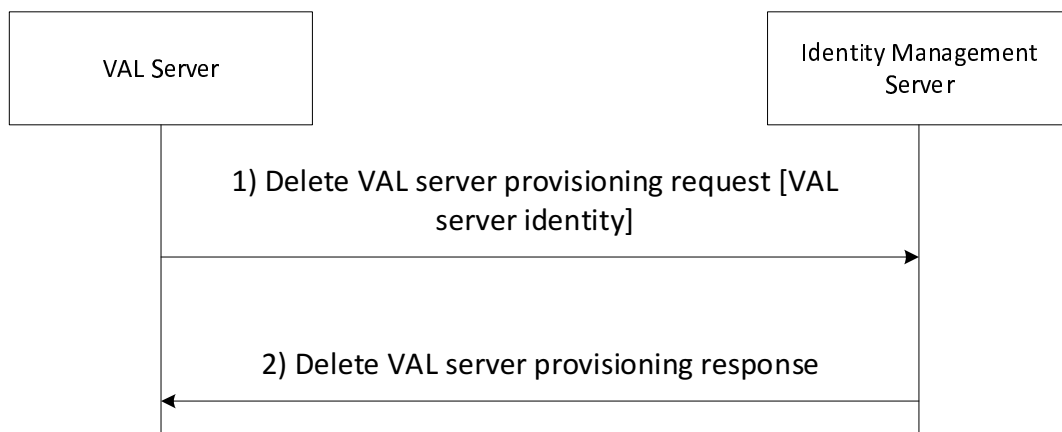 VAL Server
Identity Management
Server
1) Delete VAL server provisioning request [VAL
server identity]
2) Delete VAL server provisioning response